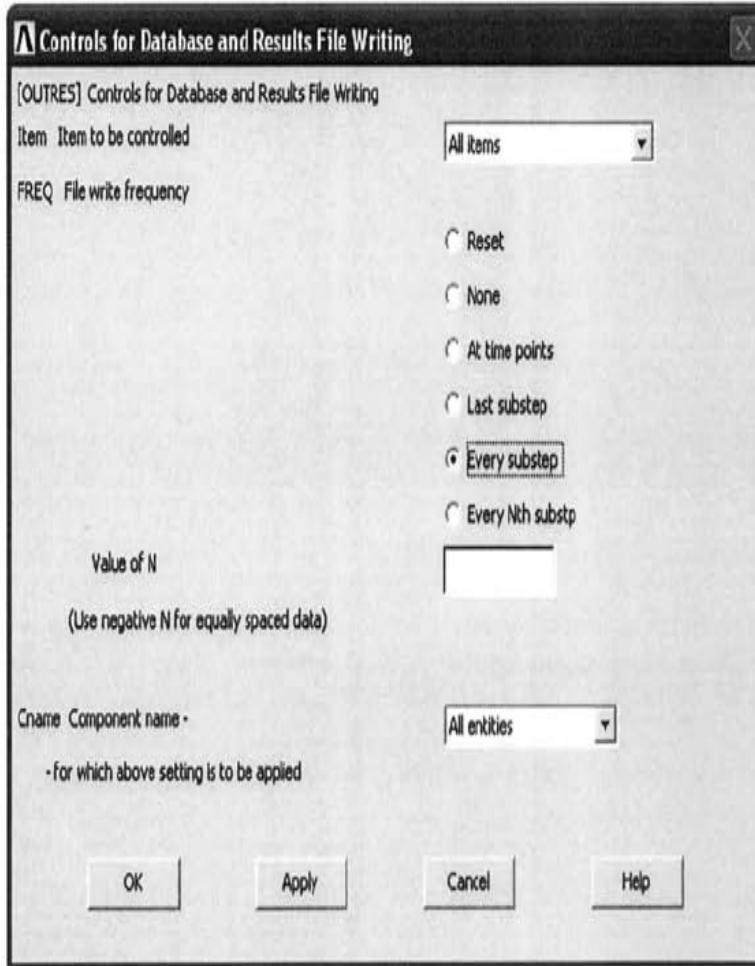 Controls for Database and Results File Writing
[OUTRES] Controls for Database and Results File Writing
Item Item to be controlled
All items
FREQ File write frequency
Reset
None
At time points
Last substep
Every substep
Every Nth substp
Value of N
(Use negative N for equally spaced data)
Cname Component name -
All entities
- for which above setting is to be applied
OK Apply Cancel Help